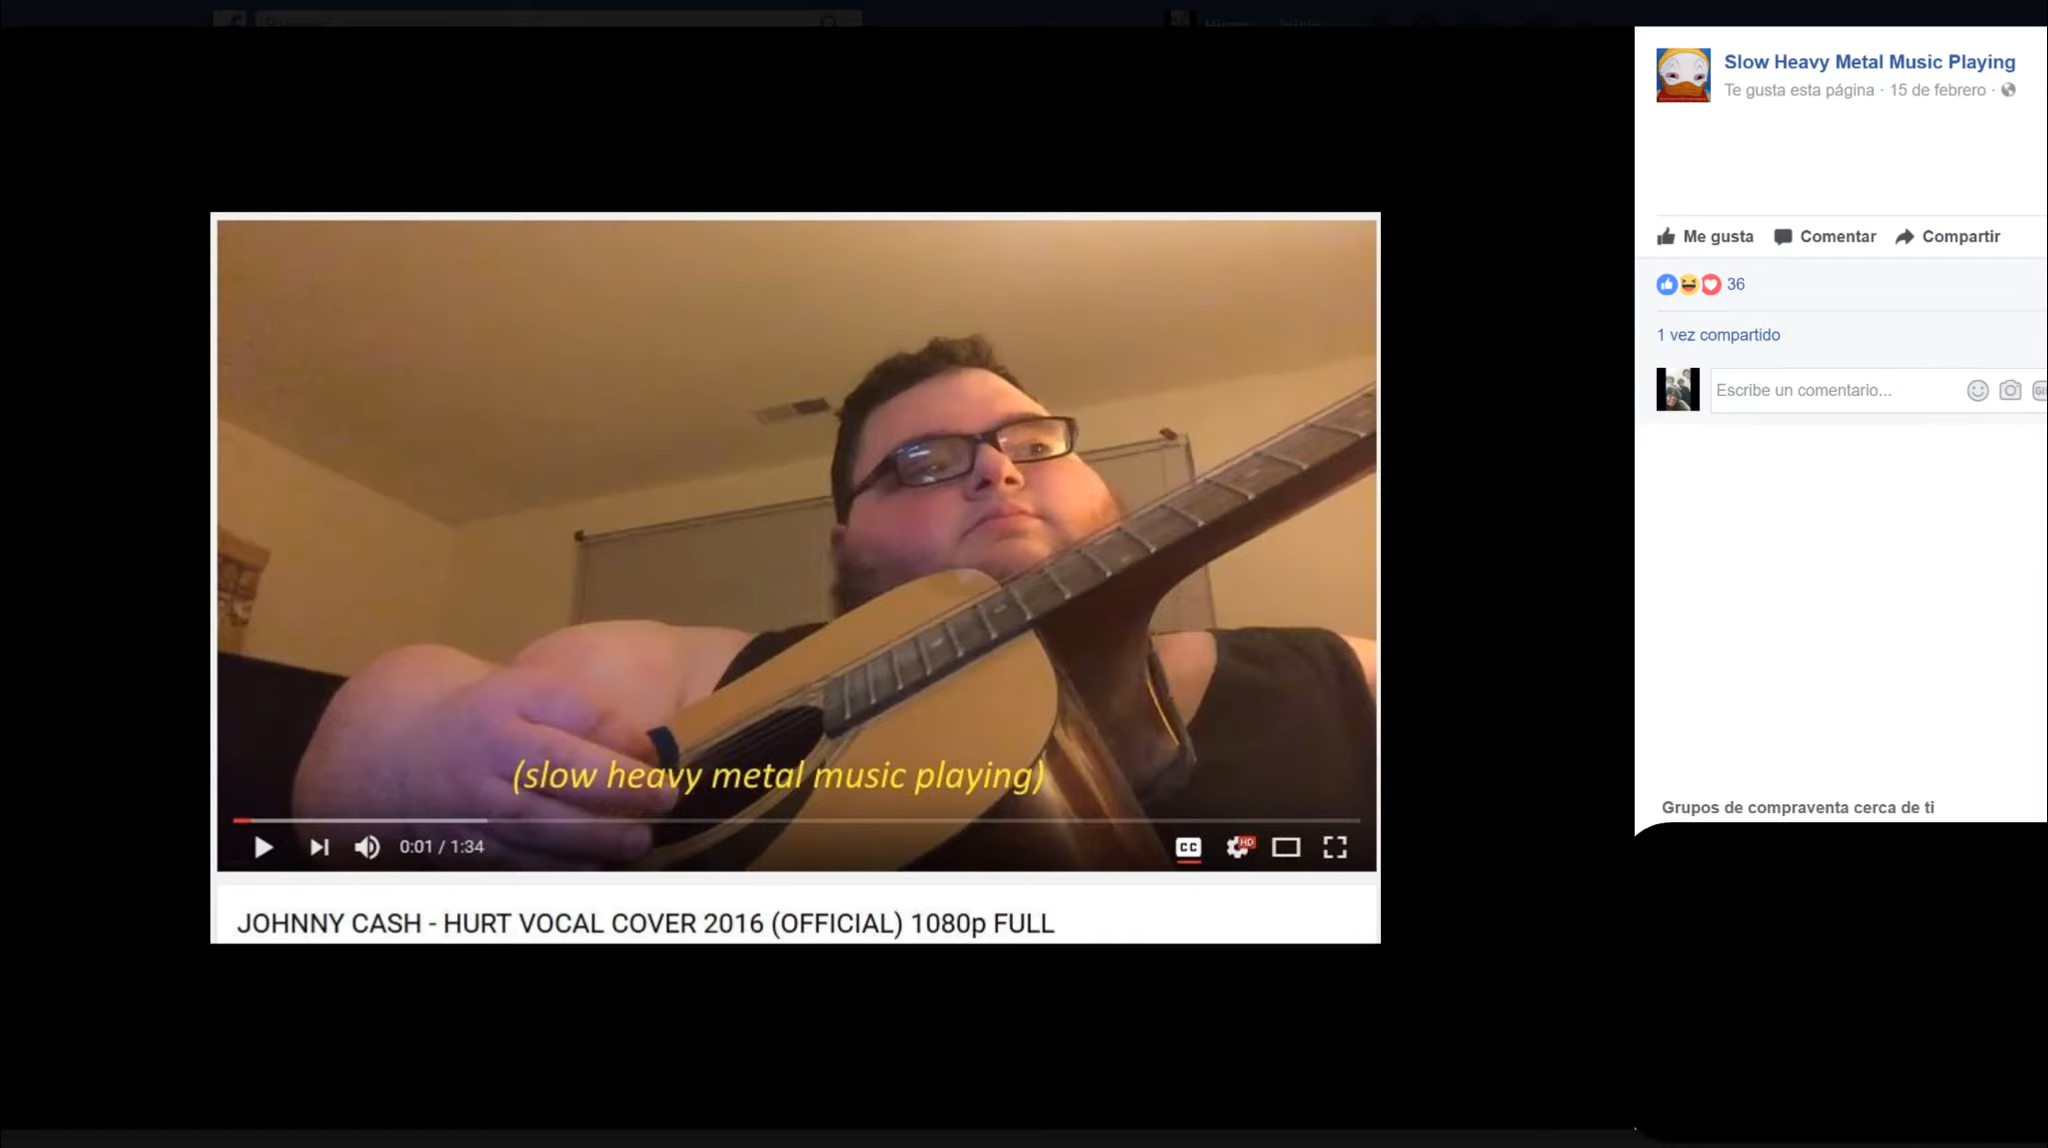 Slow Heavy Metal Music Playing
Te gusta esta página · 15 de febrero ·
Me gusta Comentar Compartir
36
1 vez compartido
Escribe un comentario...
Grupos de compraventa cerca de ti
(slow heavy metal music playing)
0:01 / 1:34
CC HD
JOHNNY CASH - HURT VOCAL COVER 2016 (OFFICIAL) 1080p FULL